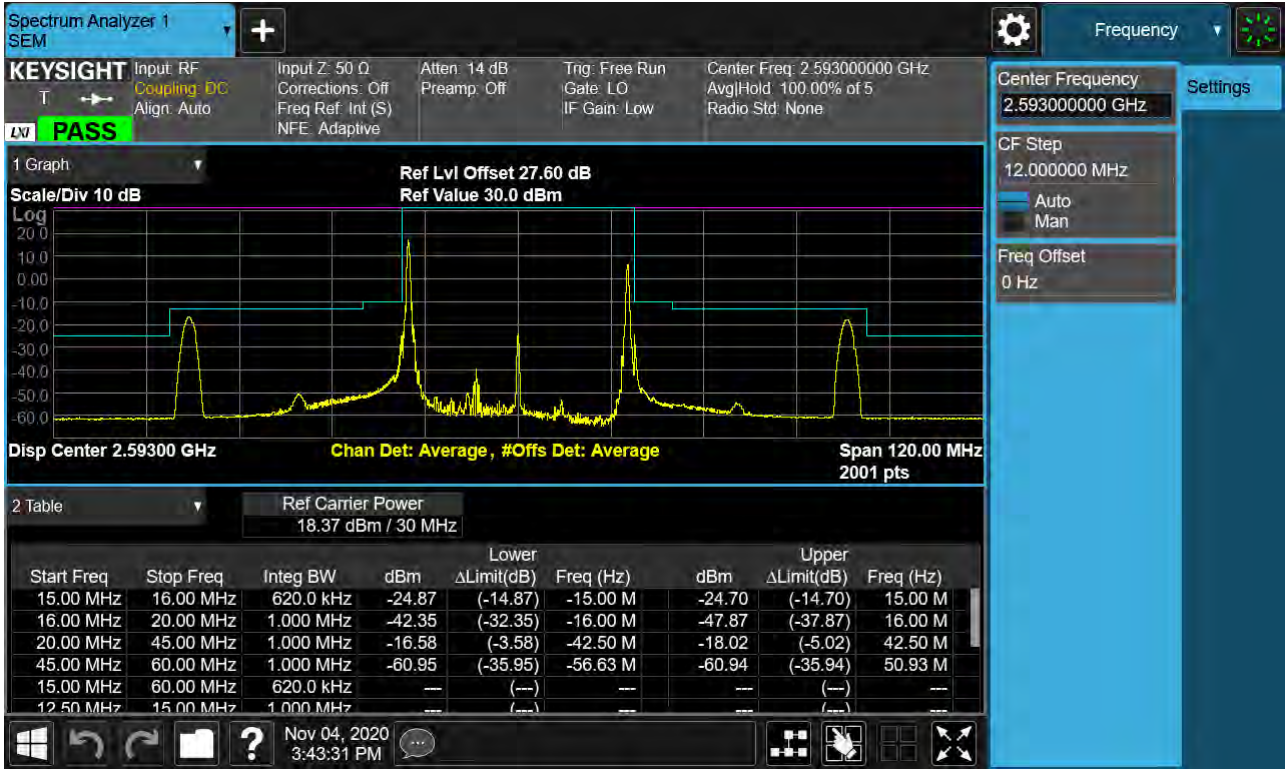 Spectrum Analyzer 1
SEM
Frequency
KEYSIGHT
T
LXI
PASS
Input: RF
Coupling: DC
Align: Auto
Input Z: 50 Ω
Corrections: Off
Freq Ref: Int (S)
NFE: Adaptive
Atten: 14 dB
Preamp: Off
Trig: Free Run
Gate: LO
IF Gain: Low
Center Freq: 2.593000000 GHz
Avg|Hold: 100.00% of 5
Radio Std: None
Center Frequency
2.593000000 GHz
Settings
CF Step
12.000000 MHz
Auto
Man
Freq Offset
0 Hz
1 Graph
Scale/Div 10 dB
Ref Lvl Offset 27.60 dB
Ref Value 30.0 dBm
Log
20.0
10.0
0.00
-10.0
-20.0
-30.0
-40.0
-50.0
-60.0
Disp Center 2.59300 GHz
Chan Det: Average, #Offs Det: Average
Span 120.00 MHz
2001 pts
2 Table
Ref Carrier Power
18.37 dBm / 30 MHz
Lower Upper
Start Freq Stop Freq Integ BW dBm ΔLimit(dB) Freq (Hz) dBm ΔLimit(dB) Freq (Hz)
15.00 MHz 16.00 MHz 620.0 kHz -24.87 (-14.87) -15.00 M -24.70 (-14.70) 15.00 M
16.00 MHz 20.00 MHz 1.000 MHz -42.35 (-32.35) -16.00 M -47.87 (-37.87) 16.00 M
20.00 MHz 45.00 MHz 1.000 MHz -16.58 (-3.58) -42.50 M -18.02 (-5.02) 42.50 M
45.00 MHz 60.00 MHz 1.000 MHz -60.95 (-35.95) -56.63 M -60.94 (-35.94) 50.93 M
15.00 MHz 60.00 MHz 620.0 kHz --- (---) --- --- (---) ---
12.50 MHz 15.00 MHz 1.000 MHz --- (---) --- --- (---) ---
Nov 04, 2020
3:43:31 PM